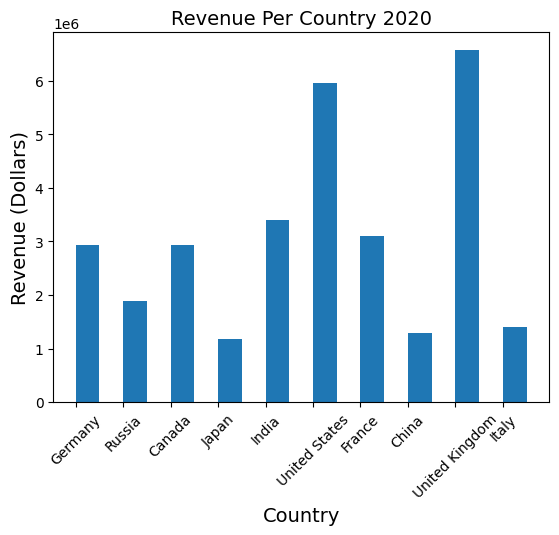 Revenue Per Country 2020
1e6
Revenue (Dollars)
6
5
4
3
2
1
0
Germany
Russia
Canada
Japan
India
United States
France
China
United Kingdom
Italy
Country